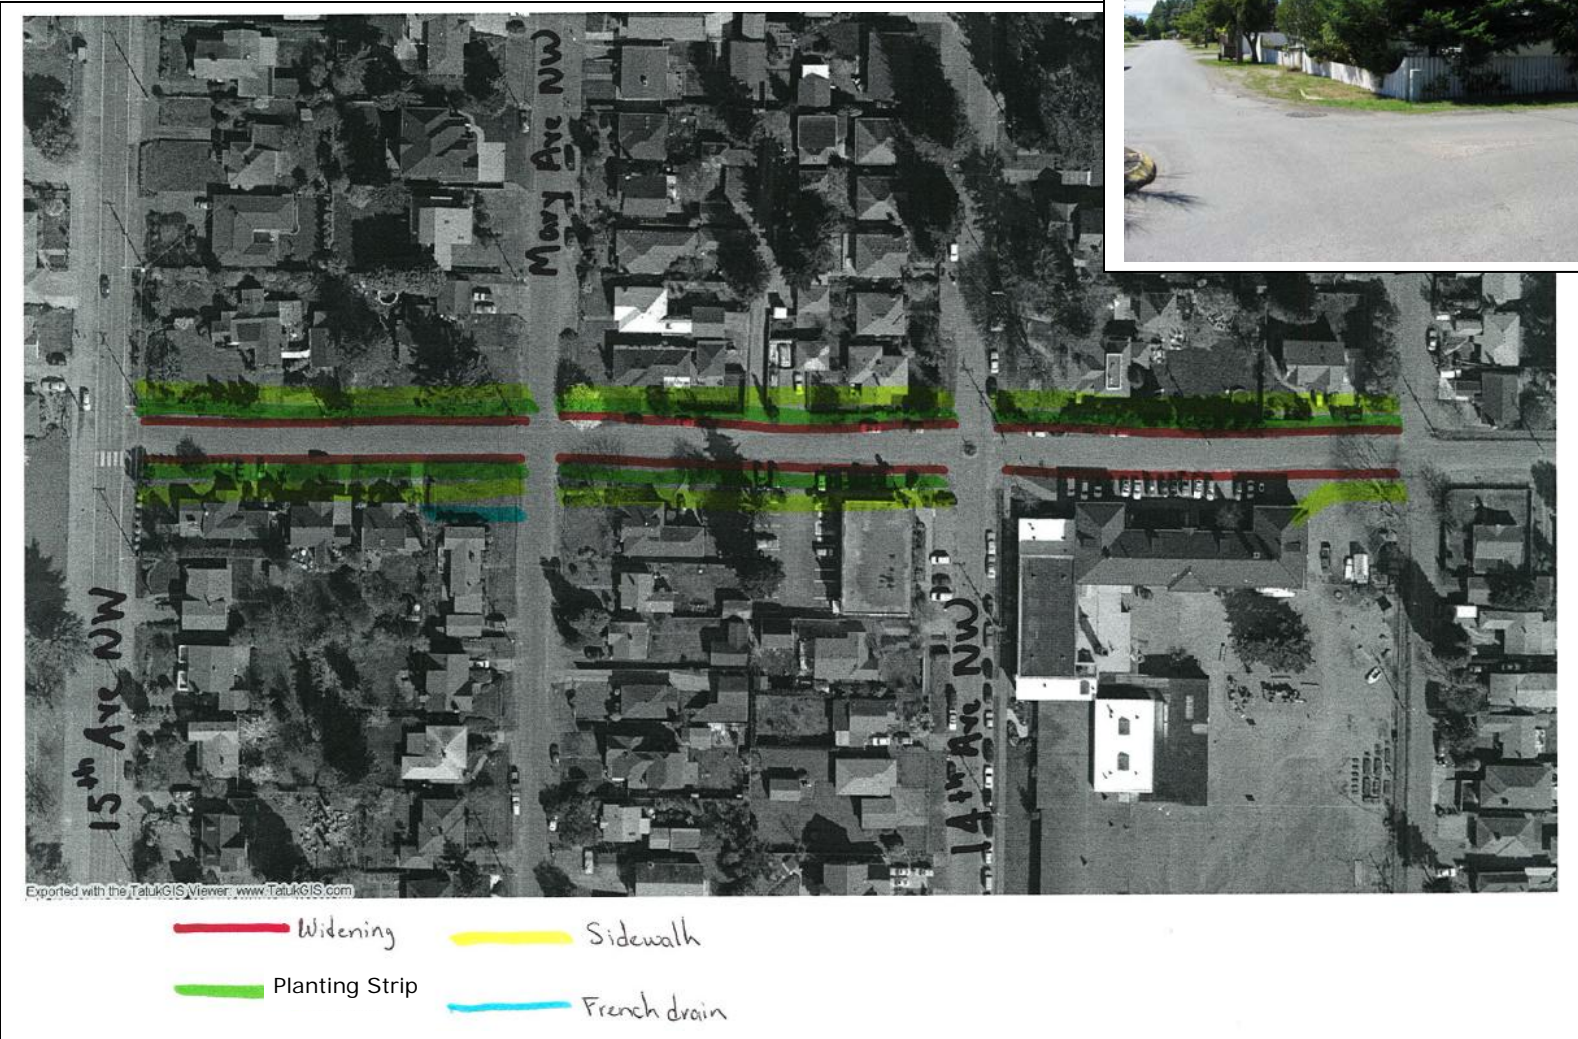 Mary Ave NW
15th Ave NW
14th Ave NW
Exported with the TatukGIS Viewer: www.TatukGIS.com
Widening
Sidewalk
Planting Strip
French drain